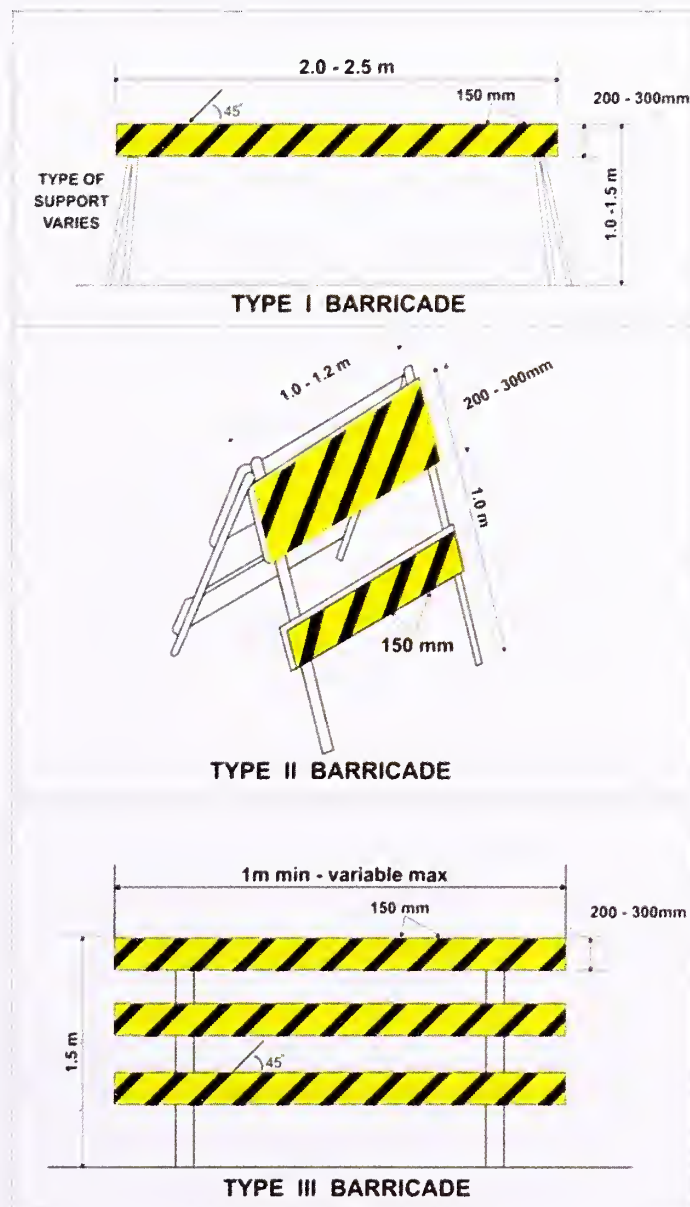 2.0 - 2.5 m
45°
150 mm
200 - 300mm
TYPE OF
SUPPORT
VARIES
1.0 -1.5 m
TYPE I BARRICADE
1.0 - 1.2 m
200 - 300mm
1.0 m
150 mm
TYPE II BARRICADE
1m min - variable max
150 mm
200 - 300mm
1.5 m
45°
TYPE III BARRICADE